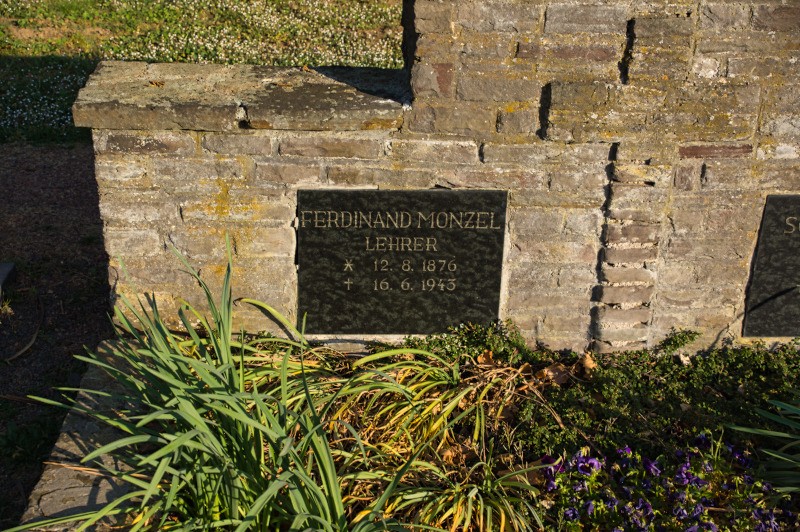 FERDINAND MONZEL
LEHRER
* 12. 8. 1876
† 16. 6. 1943